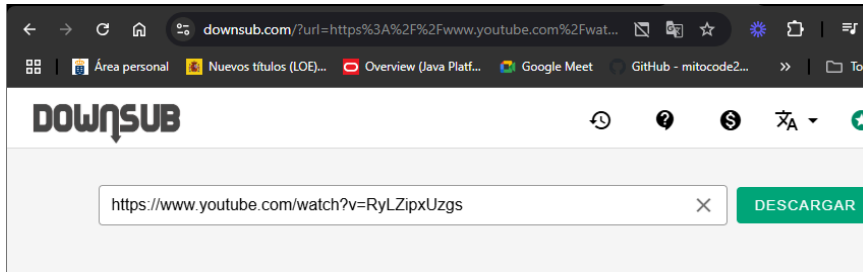 downsub.com/?url=https%3A%2F%2Fwww.youtube.com%2Fwat...
Área personal Nuevos títulos (LOE)... Overview (Java Platf... Google Meet GitHub - mitocode2... » To
DOWNSUB
https://www.youtube.com/watch?v=RyLZipxUzgs
DESCARGAR